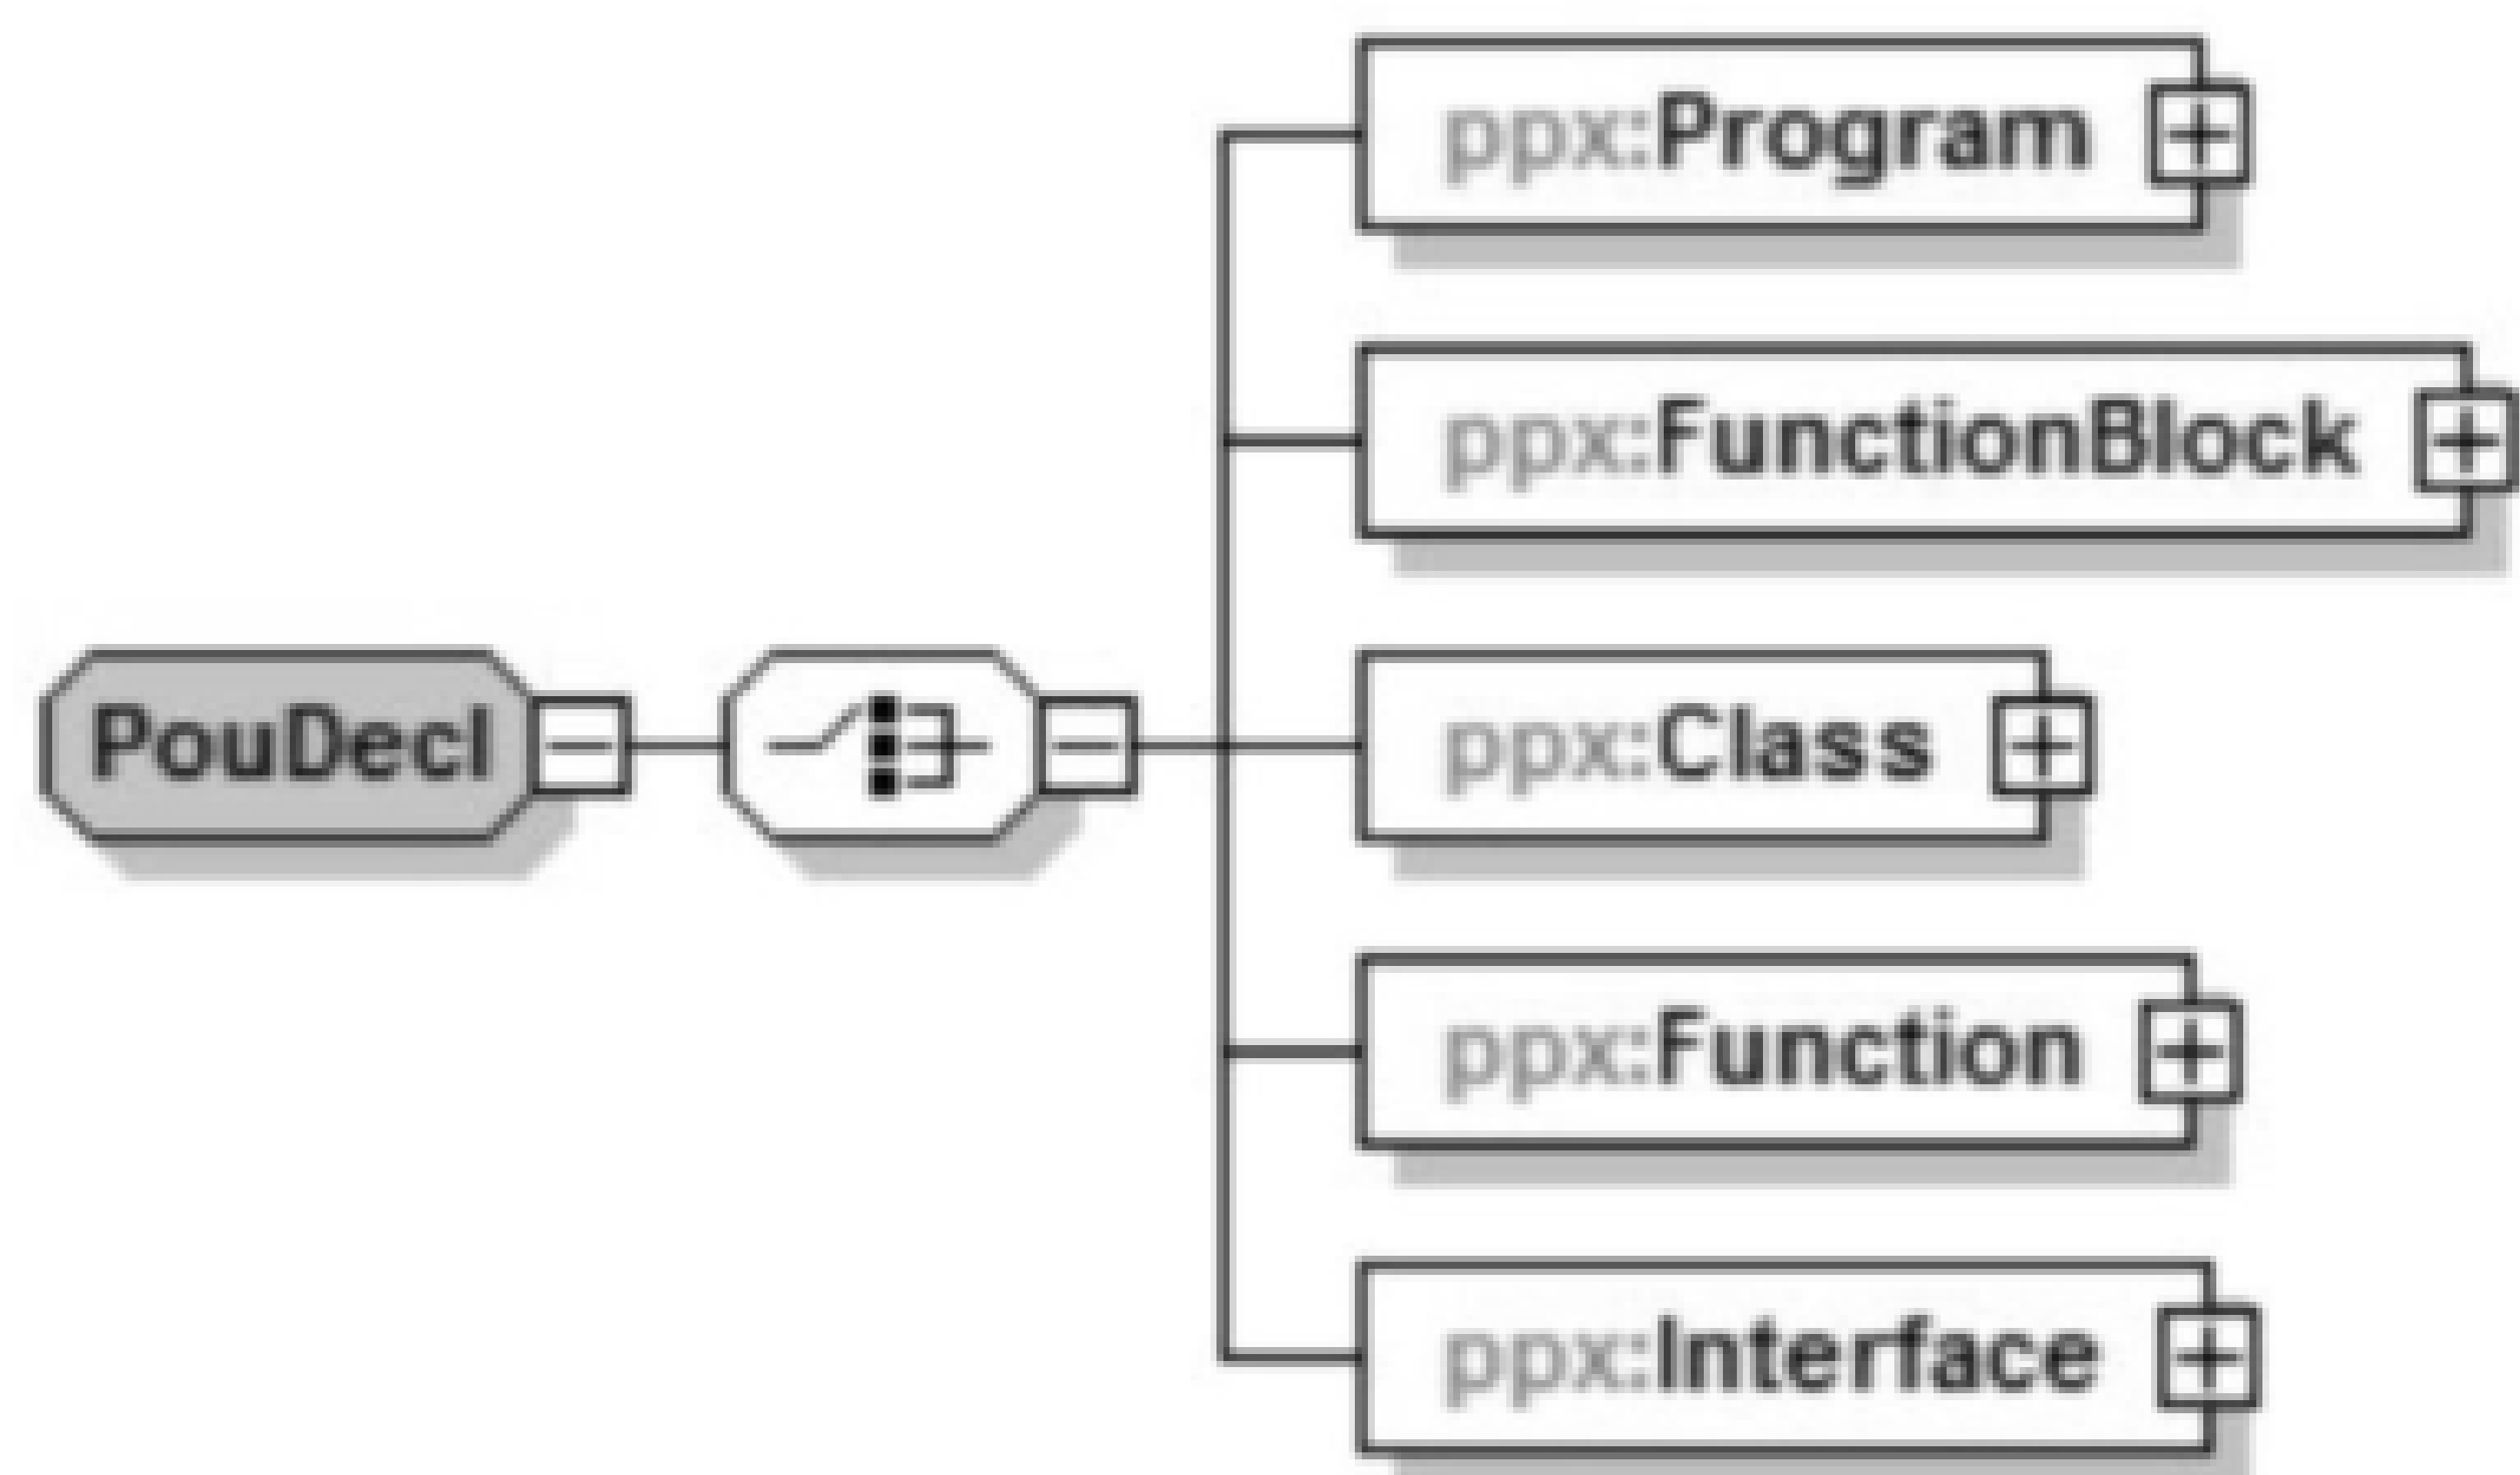 ppx:Program
ppx:FunctionBlock
PouDecl
ppx:Class
ppx:Function
ppx:Interface